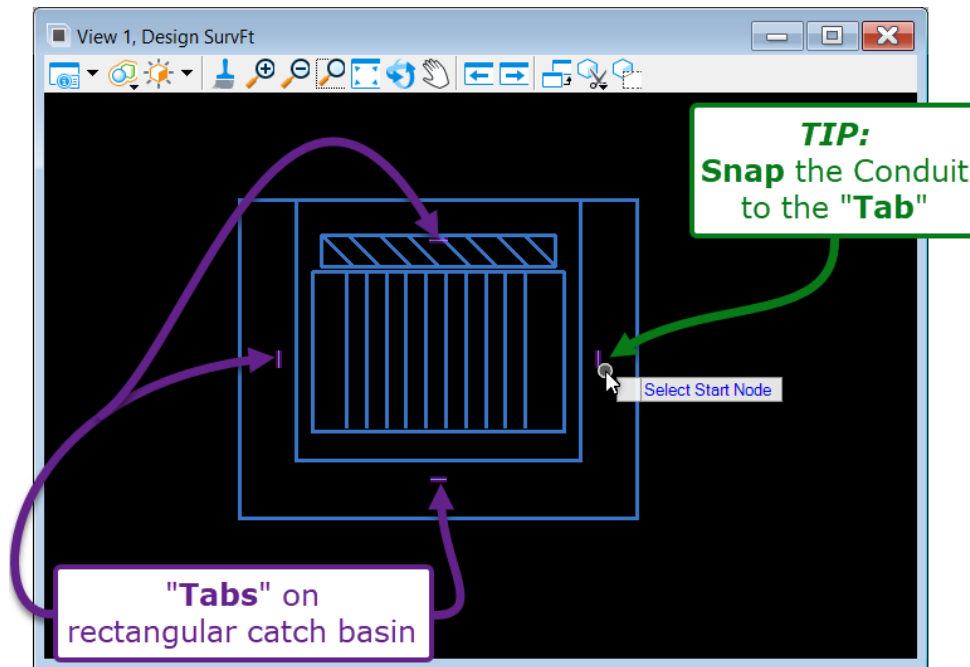 View 1, Design SurvFt
TIP:
Snap the Conduit
to the "Tab"
Select Start Node
"Tabs" on
rectangular catch basin